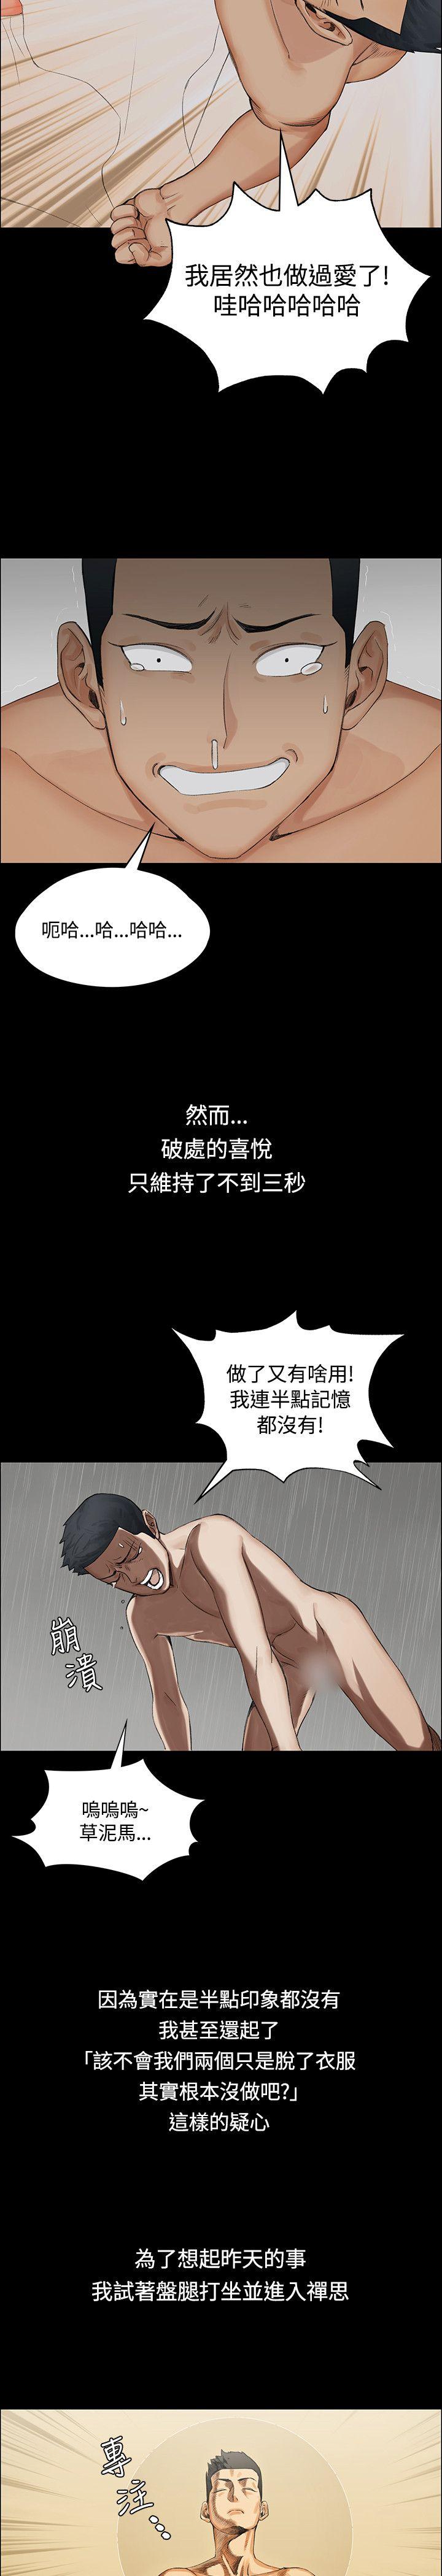 我居然也做過愛了!
哇哈哈哈哈哈
呃哈...哈...哈哈...
然而...
破處的喜悅
只維持了不到三秒
做了又有啥用!
我連半點記憶
都沒有!
崩潰
嗚嗚嗚~
草泥馬...
因為實在是半點印象都沒有
我甚至還起了
「該不會我們兩個只是脫了衣服
其實根本沒做吧?」
這樣的疑心
為了想起昨天的事
我試著盤腿打坐並進入禪思
專注...